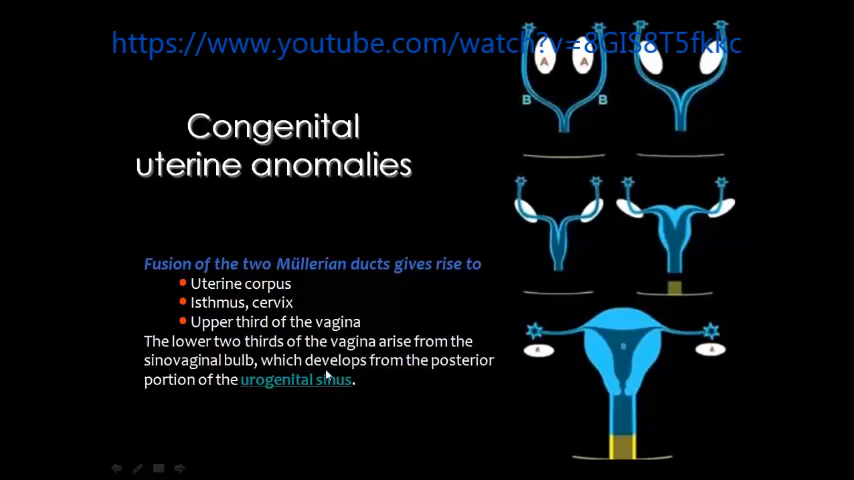 https://www.youtube.com/watch?v=8GIS8T5fkkc
Congenital
uterine anomalies
Fusion of the two Müllerian ducts gives rise to
Uterine corpus
Isthmus, cervix
Upper third of the vagina
The lower two thirds of the vagina arise from the
sinovaginal bulb, which develops from the posterior
portion of the urogenital sinus.
A A
B B
B